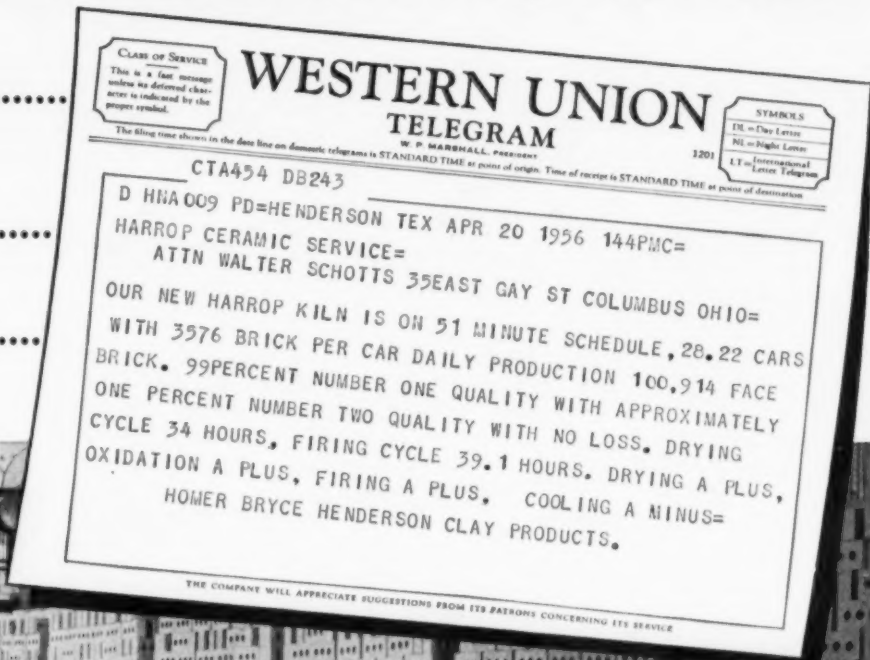 CLASS OF SERVICE
This is a fast message
unless its deferred char-
acter is indicated by the
proper symbol.
WESTERN UNION
TELEGRAM
W. P. MARSHALL, PRESIDENT
1201
SYMBOLS
DL = Day Letter
NL = Night Letter
LT = International
Letter Telegram
The filing time shown in the date line on domestic telegrams is STANDARD TIME at point of origin. Time of receipt is STANDARD TIME at point of destination
CTA454 DB243
D HNA009 PD=HENDERSON TEX APR 20 1956 144PMC=
HARROP CERAMIC SERVICE=
ATTN WALTER SCHOTTS 35EAST GAY ST COLUMBUS OHIO=
OUR NEW HARROP KILN IS ON 51 MINUTE SCHEDULE, 28.22 CARS
WITH 3576 BRICK PER CAR DAILY PRODUCTION 100,914 FACE
BRICK. 99PERCENT NUMBER ONE QUALITY WITH APPROXIMATELY
ONE PERCENT NUMBER TWO QUALITY WITH NO LOSS. DRYING
CYCLE 34 HOURS, FIRING CYCLE 39.1 HOURS. DRYING A PLUS,
OXIDATION A PLUS, FIRING A PLUS, COOLING A MINUS=
HOMER BRYCE HENDERSON CLAY PRODUCTS.
THE COMPANY WILL APPRECIATE SUGGESTIONS FROM ITS PATRONS CONCERNING ITS SERVICE